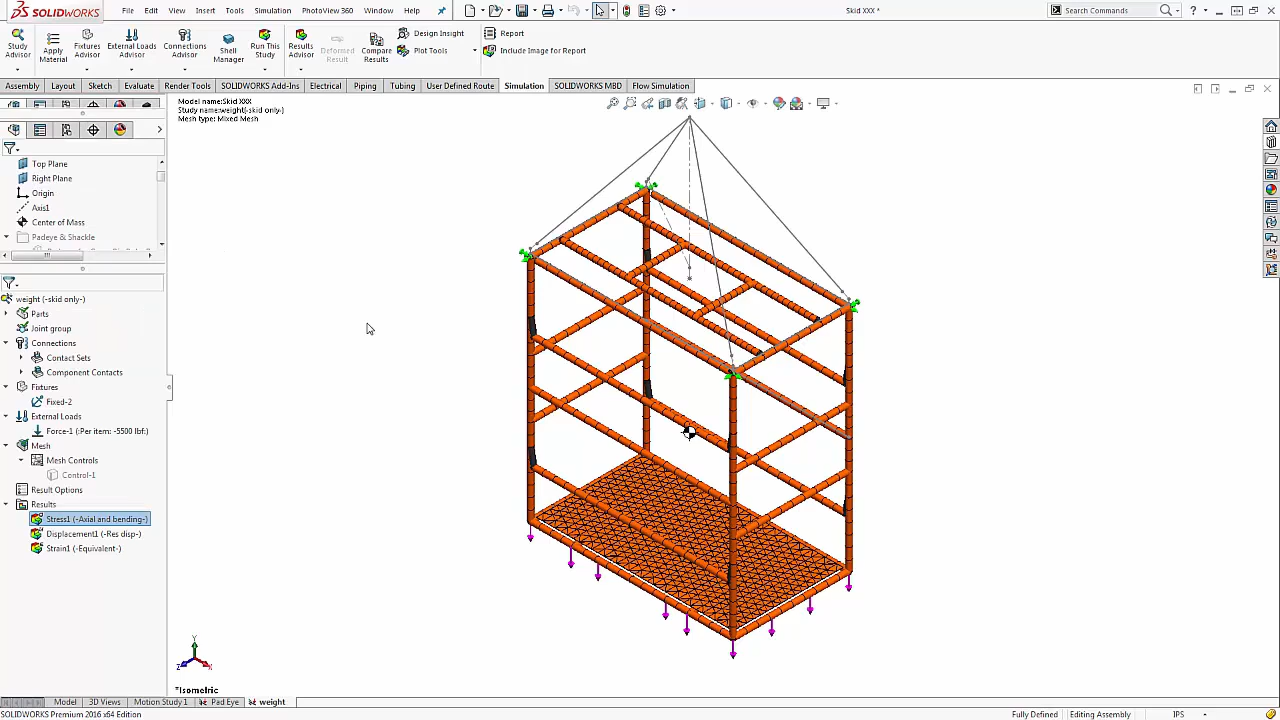 SOLIDWORKS
File Edit View Insert Tools Simulation PhotoView 360 Window Help
Skid XXX *
Search Commands
Study Advisor
Apply Material
Fixtures Advisor
External Loads Advisor
Connections Advisor
Shell Manager
Run This Study
Results Advisor
Deformed Result
Compare Results
Design Insight
Plot Tools
Report
Include Image for Report
Assembly Layout Sketch Evaluate Render Tools SOLIDWORKS Add-Ins Electrical Piping Tubing User Defined Route Simulation SOLIDWORKS MBD Flow Simulation
Model name:Skid XXX
Study name:weight(-skid only-)
Mesh type: Mixed Mesh
Top Plane
Right Plane
Origin
Axis1
Center of Mass
Padeye & Shackle
weight (-skid only-)
Parts
Joint group
Connections
Contact Sets
Component Contacts
Fixtures
Fixed-2
External Loads
Force-1 (:Per item: -5500 lbf:)
Mesh
Mesh Controls
Control-1
Result Options
Results
Stress1 (-Axial and bending-)
Displacement1 (-Res disp-)
Strain1 (-Equivalent-)
Y
Z
X
*Isometric
Model 3D Views Motion Study 1 Pad Eye weight
SOLIDWORKS Premium 2016 x64 Edition
Fully Defined Editing Assembly IPS